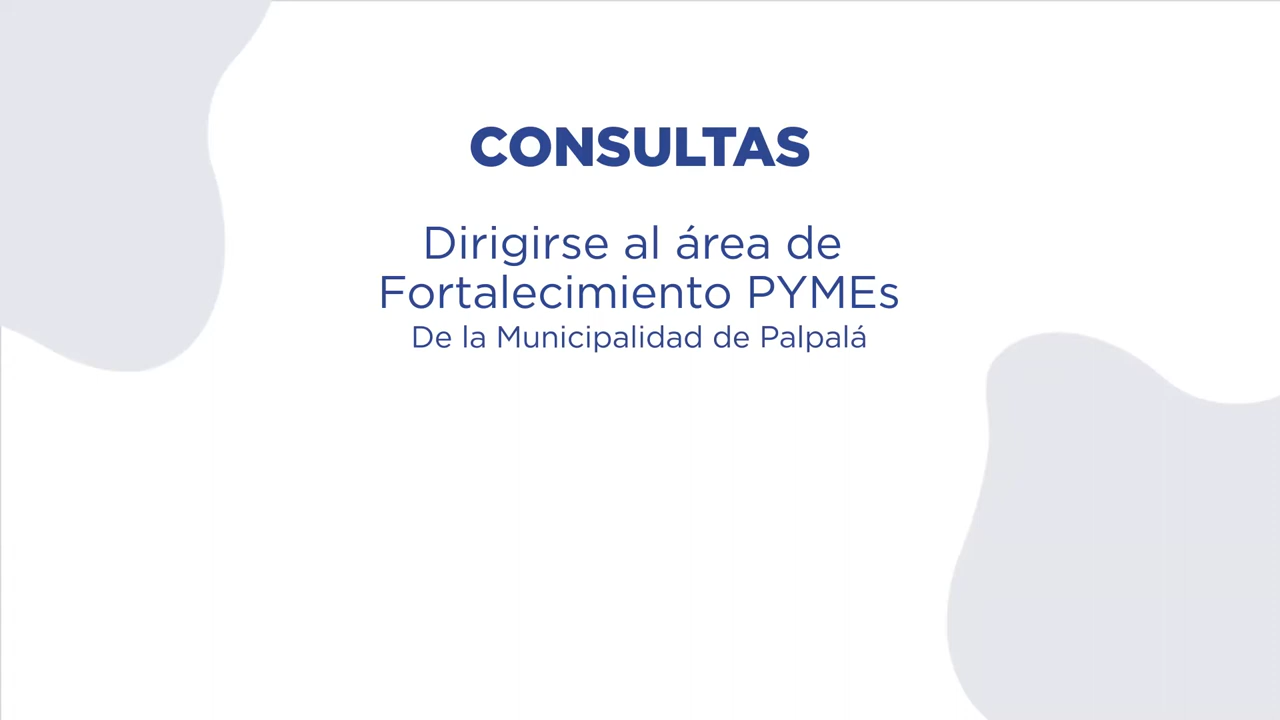 CONSULTAS
Dirigirse al área de
Fortalecimiento PYMEs
De la Municipalidad de Palpalá